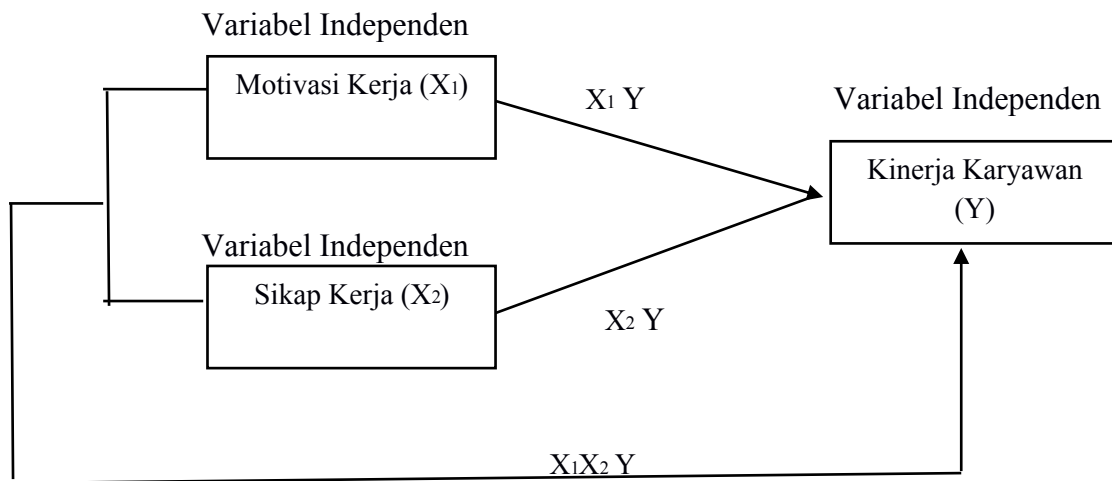 Variabel Independen
Motivasi Kerja (X1)
X1 Y
Variabel Independen
Kinerja Karyawan
(Y)
Variabel Independen
Sikap Kerja (X2)
X2 Y
X1X2 Y